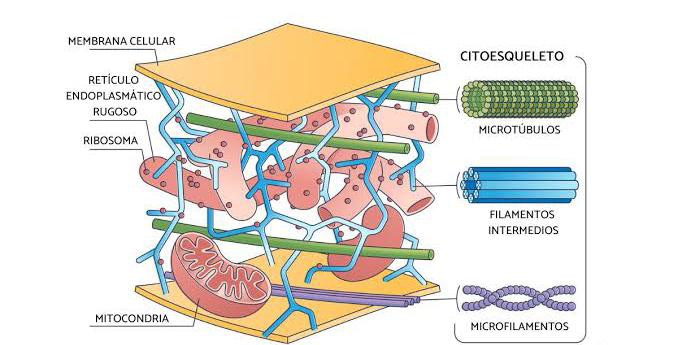 MEMBRANA CELULAR
RETÍCULO
ENDOPLASMÁTICO
RUGOSO
RIBOSOMA
MITOCONDRIA
CITOESQUELETO
MICROTÚBULOS
FILAMENTOS
INTERMEDIOS
MICROFILAMENTOS